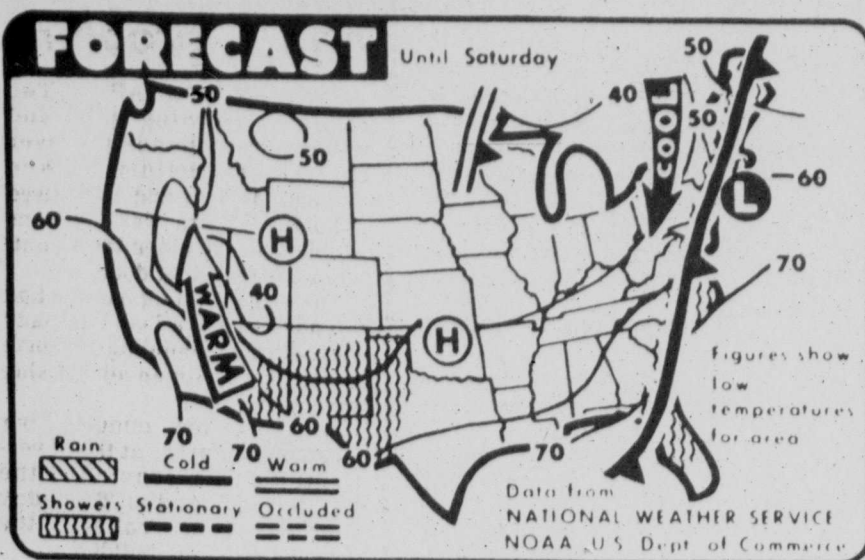 FORECAST
Until Saturday
50
50
40
50
50
COOL
60
L
60
H
40
WARM
H
70
Figures show
low
temperatures
for area
70
70
60
60
70
Rain
Cold
Warm
Showers
Stationary
Occluded
Data from
NATIONAL WEATHER SERVICE
NOAA, U S Dept of Commerce